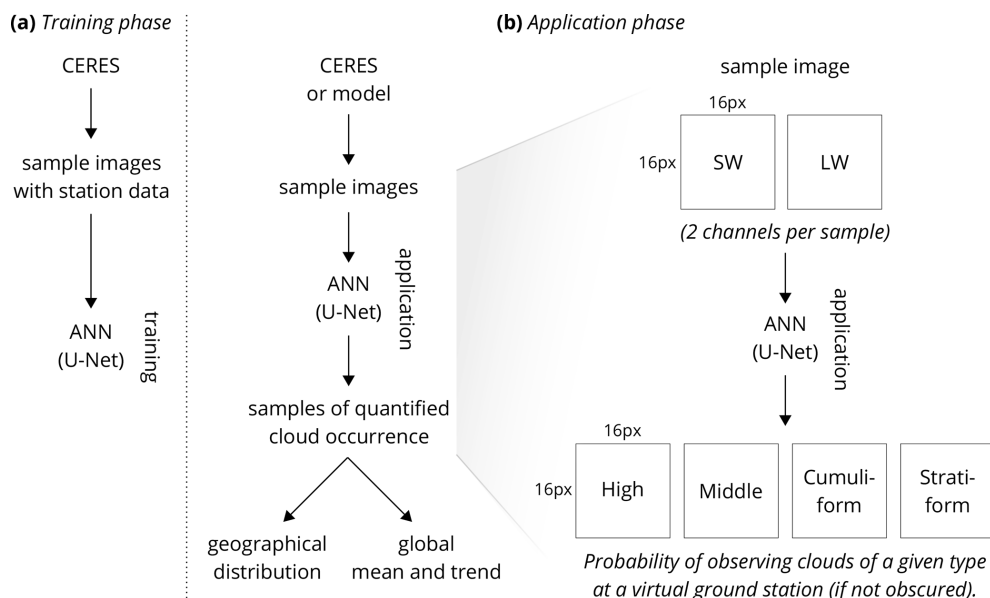 (a) Training phase
CERES
sample images
with station data
ANN
(U-Net)
training
(b) Application phase
CERES
or model
sample images
ANN
(U-Net)
application
samples of quantified
cloud occurrence
geographical
distribution
global
mean and trend
sample image
16px
16px
SW
LW
(2 channels per sample)
ANN
(U-Net)
application
16px
16px
High
Middle
Cumuli-
form
Strati-
form
Probability of observing clouds of a given type
at a virtual ground station (if not obscured).